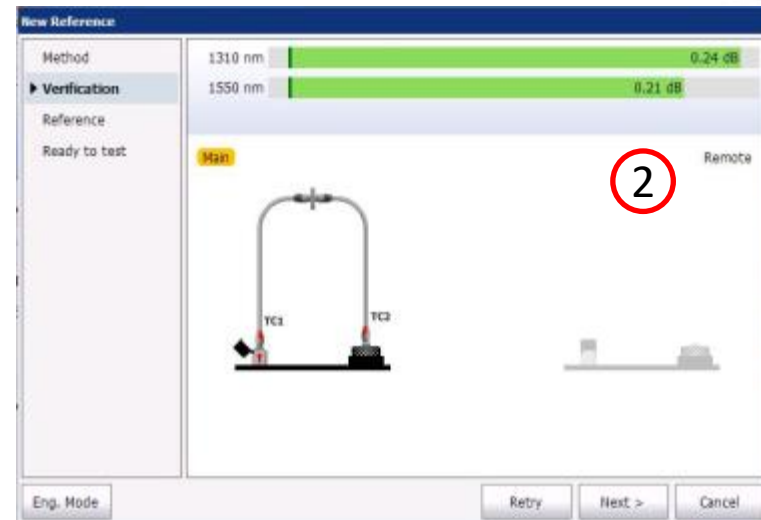 New Reference
Method
Verification
Reference
Ready to test
1310 nm 0.24 dB
1550 nm 0.21 dB
Main
Remote
2
TC1
TC2
Eng. Mode
Retry
Next >
Cancel